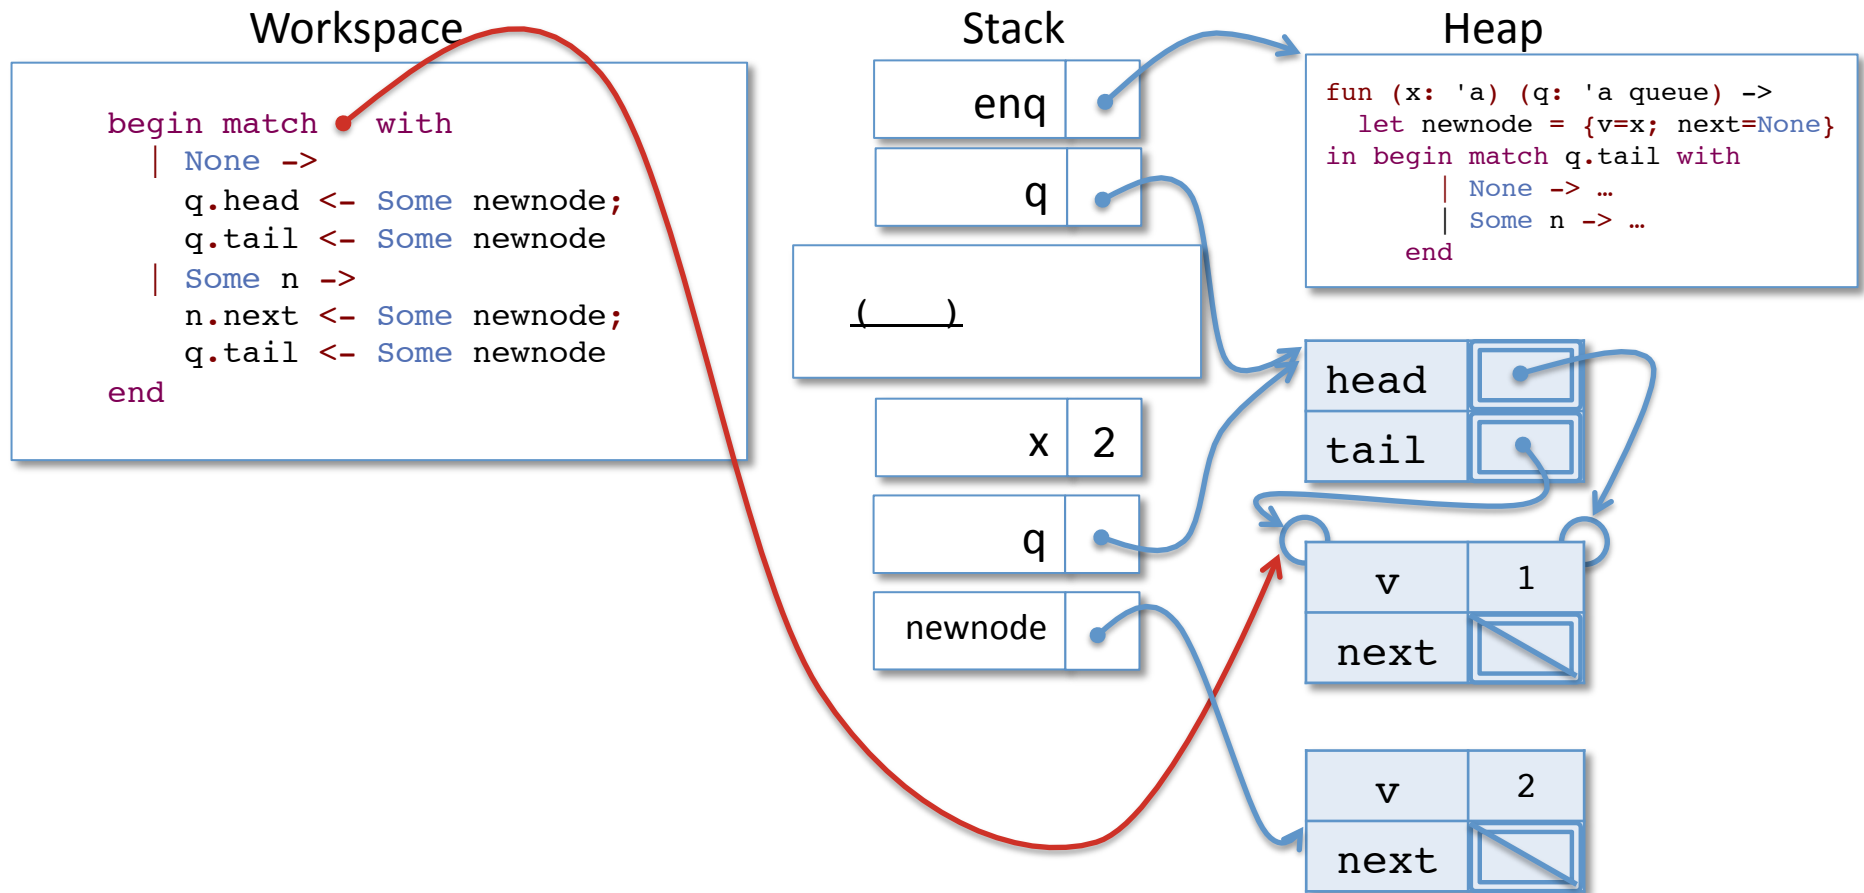 Workspace
begin match with
| None ->
q.head <- Some newnode;
q.tail <- Some newnode
| Some n ->
n.next <- Some newnode;
q.tail <- Some newnode
end
Stack
enq
q
( )
x 2
q
newnode
Heap
fun (x: 'a) (q: 'a queue) ->
let newnode = {v=x; next=None}
in begin match q.tail with
| None -> …
| Some n -> …
end
head
tail
v 1
next
v 2
next